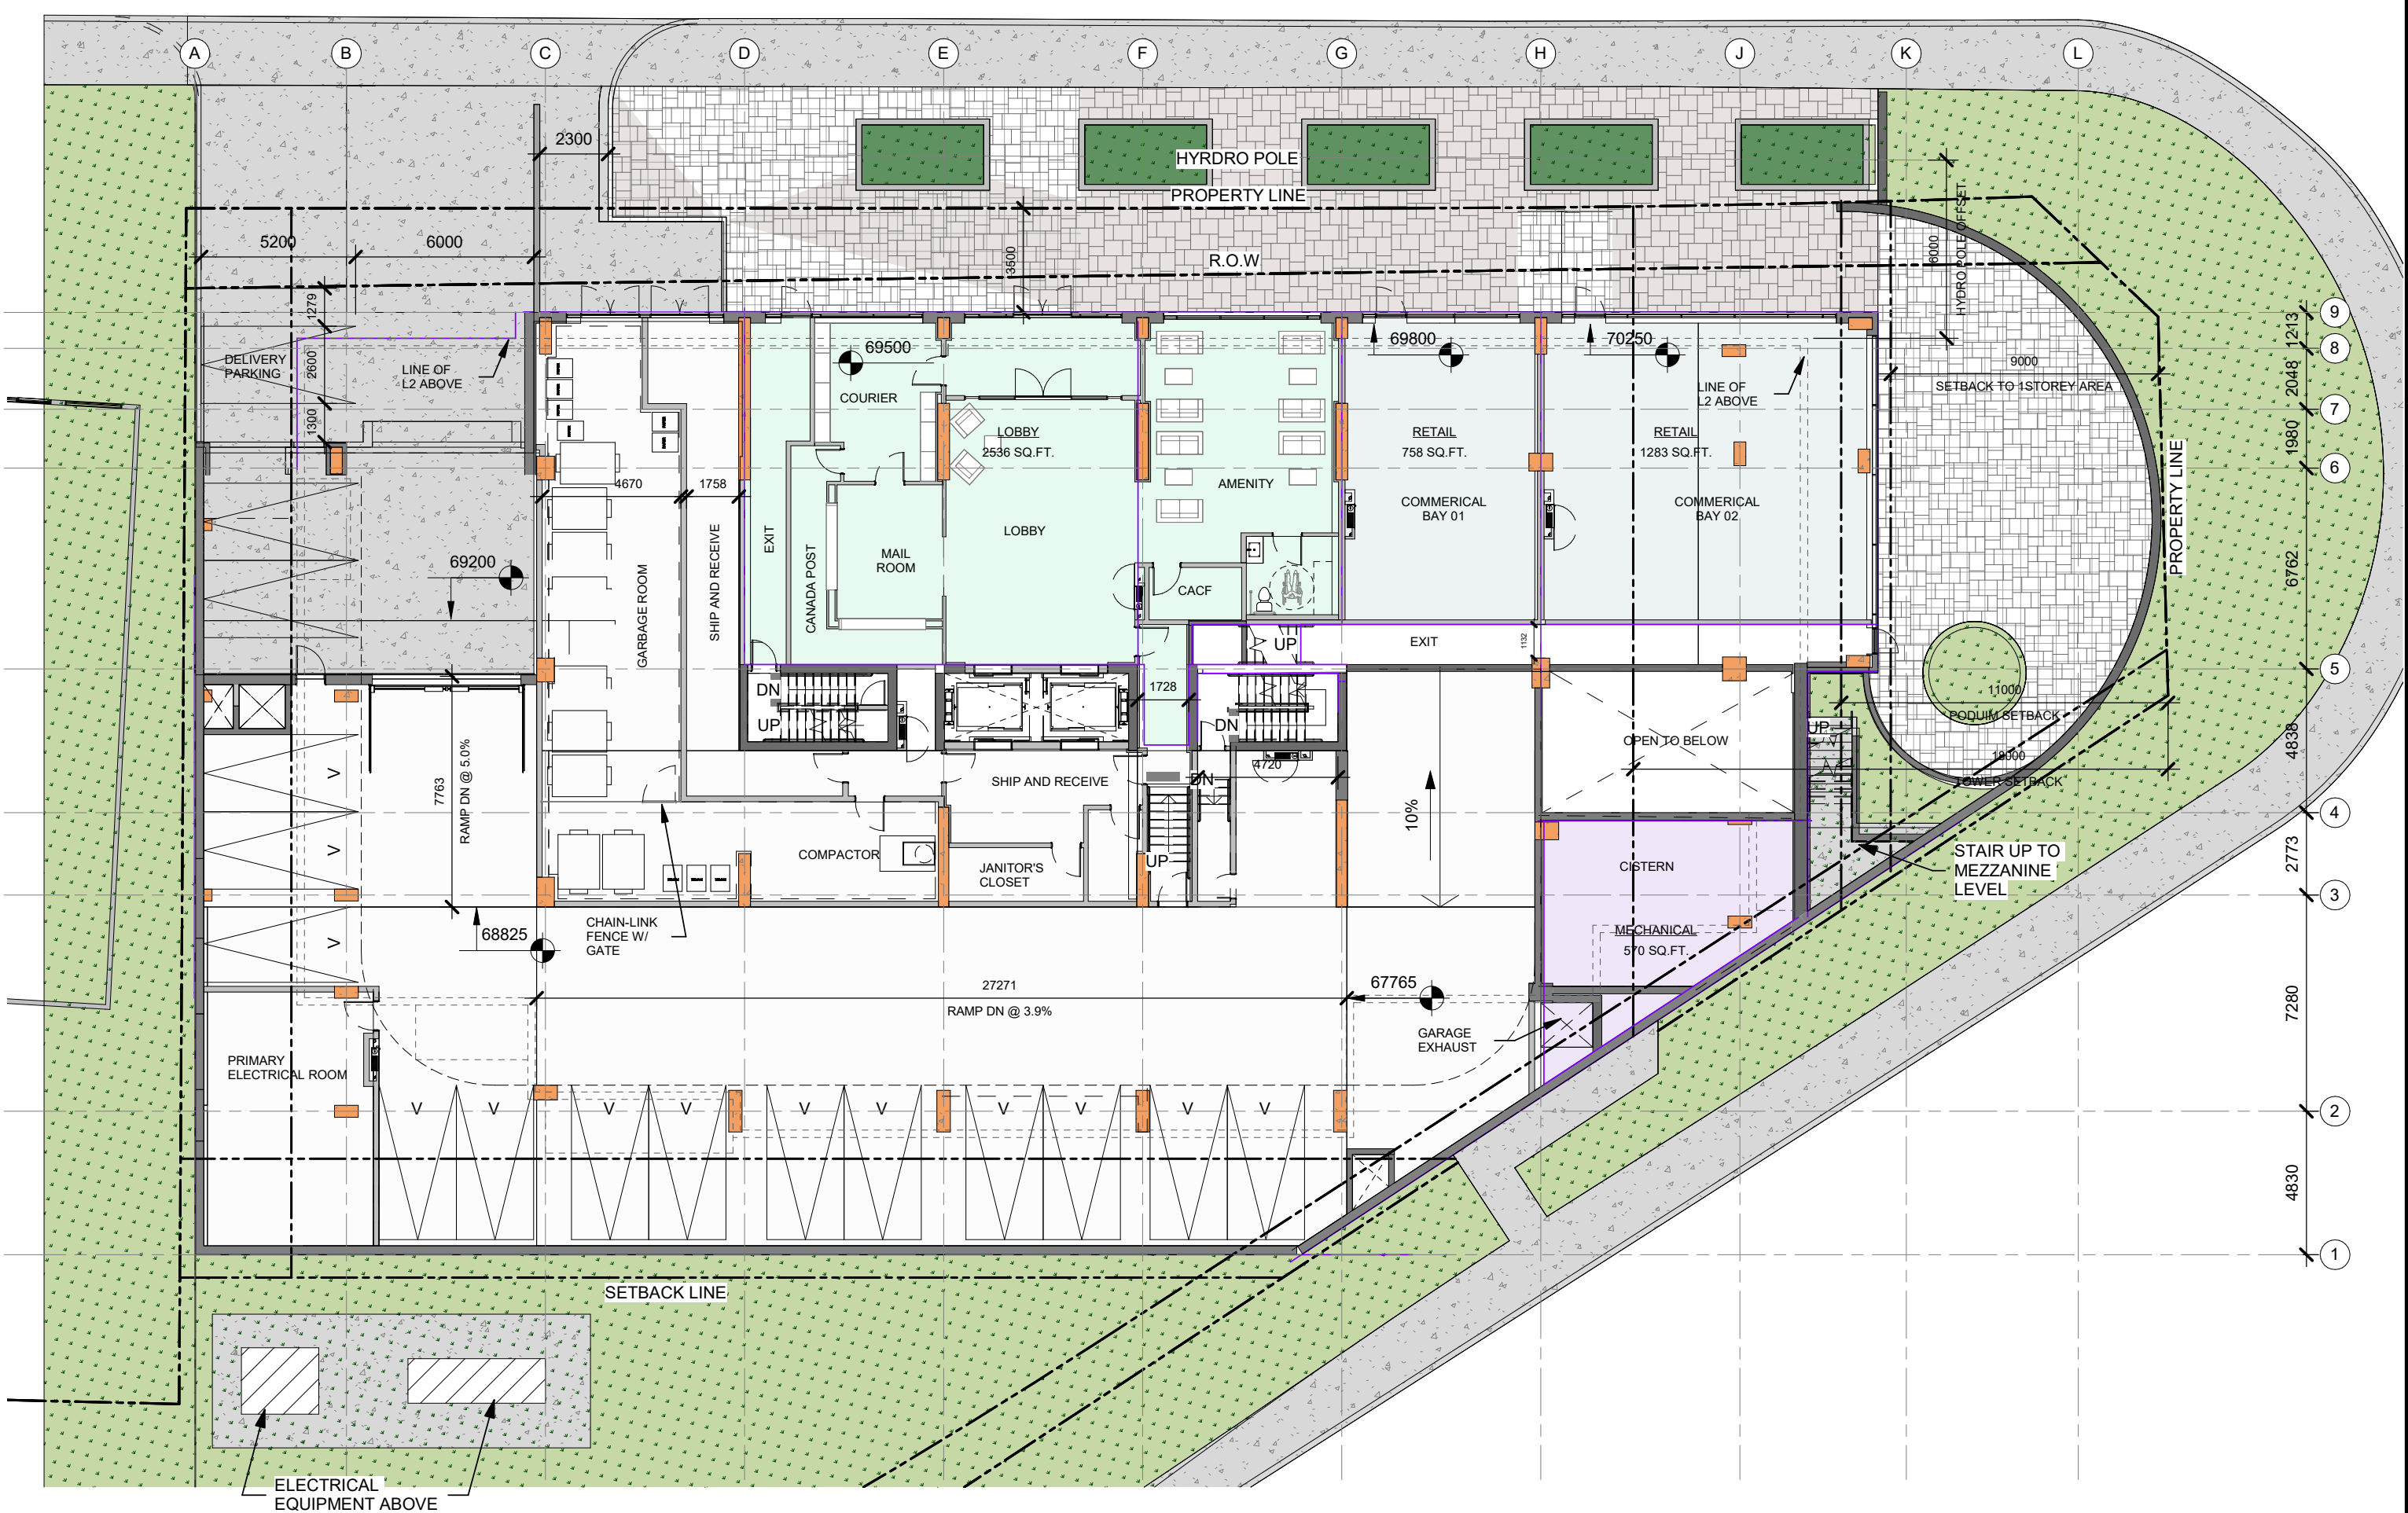 A
B
C
D
E
F
G
H
J
K
L
2300
HYRDRO POLE
PROPERTY LINE
5200
6000
3500
R.O.W.
6000
HYDRO POLE OFFSET
1279
2600
1300
DELIVERY
PARKING
LINE OF
L2 ABOVE
69500
COURIER
LOBBY
2536 SQ.FT.
69800
70250
LINE OF
L2 ABOVE
9000
SETBACK TO 1STOREY AREA
9
1213
8
2048
7
1980
6
RETAIL
758 SQ.FT.
RETAIL
1283 SQ.FT.
PROPERTY LINE
4670
1758
AMENITY
COMMERICAL
BAY 01
COMMERICAL
BAY 02
69200
GARBAGE ROOM
SHIP AND RECEIVE
EXIT
CANADA POST
MAIL
ROOM
LOBBY
CACF
6762
UP
EXIT
1132
5
DN
UP
1728
DN
11000
PODUIM SETBACK
UP
OPEN TO BELOW
18000
TOWER SETBACK
4838
7763
RAMP DN @ 5.0%
V
V
V
SHIP AND RECEIVE
DN
4720
10%
4
COMPACTOR
JANITOR'S
CLOSET
UP
CISTERN
STAIR UP TO
MEZZANINE
LEVEL
2773
3
68825
CHAIN-LINK
FENCE W/
GATE
MECHANICAL
570 SQ.FT.
27271
RAMP DN @ 3.9%
67765
GARAGE
EXHAUST
7280
PRIMARY
ELECTRICAL ROOM
V
V
V
V
V
V
V
V
V
V
2
4830
1
SETBACK LINE
ELECTRICAL
EQUIPMENT ABOVE